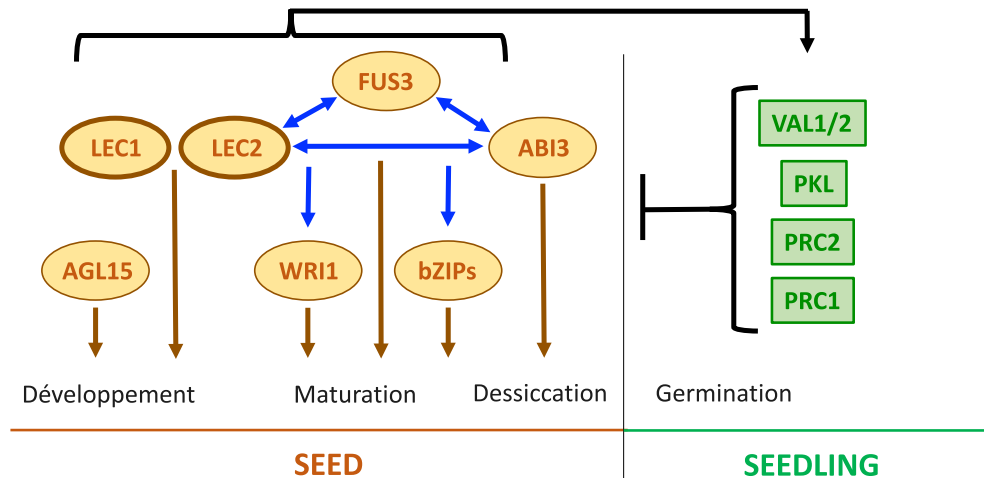 FUS3
LEC1
LEC2
ABI3
VAL1/2
PKL
PRC2
PRC1
AGL15
WRI1
bZIPs
Développement
Maturation
Dessiccation
Germination
SEED
SEEDLING